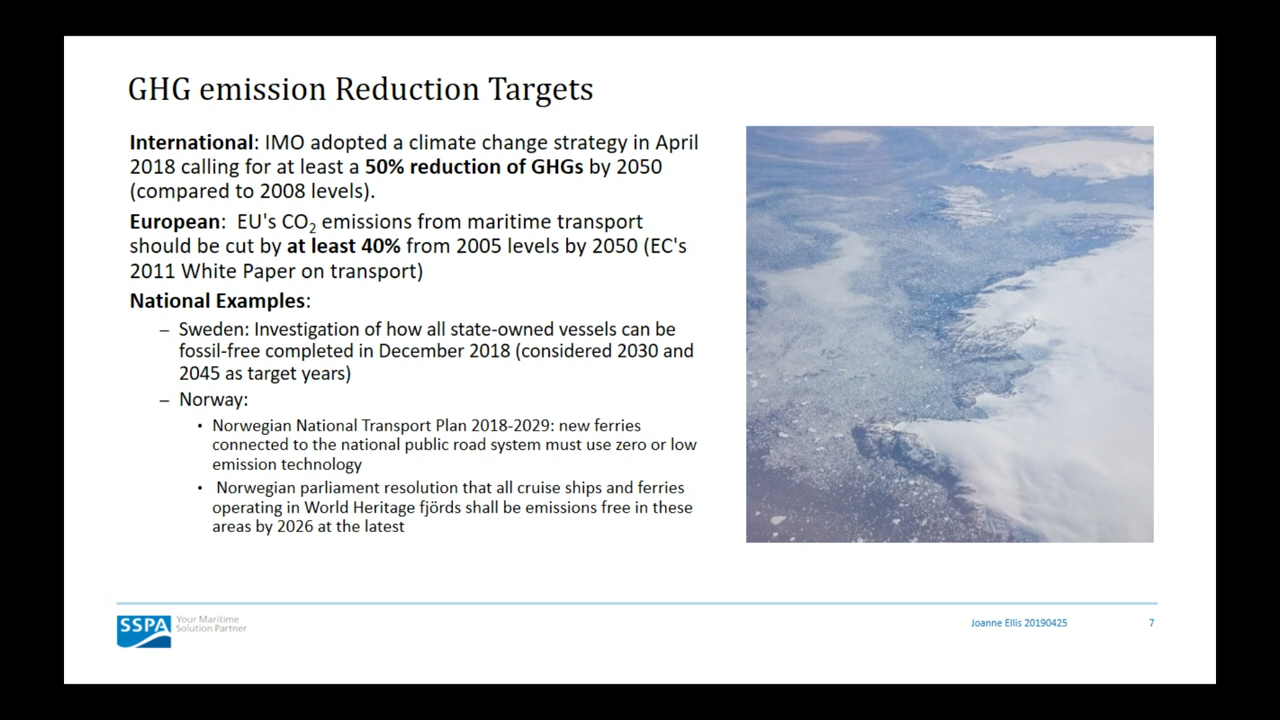 GHG emission Reduction Targets
International: IMO adopted a climate change strategy in April
2018 calling for at least a 50% reduction of GHGs by 2050
(compared to 2008 levels).
European: EU's CO2 emissions from maritime transport
should be cut by at least 40% from 2005 levels by 2050 (EC's
2011 White Paper on transport)
National Examples:
– Sweden: Investigation of how all state-owned vessels can be
fossil-free completed in December 2018 (considered 2030 and
2045 as target years)
– Norway:
• Norwegian National Transport Plan 2018-2029: new ferries
connected to the national public road system must use zero or low
emission technology
• Norwegian parliament resolution that all cruise ships and ferries
operating in World Heritage fjörds shall be emissions free in these
areas by 2026 at the latest
SSPA
Your Maritime
Solution Partner
Joanne Ellis 20190425
7